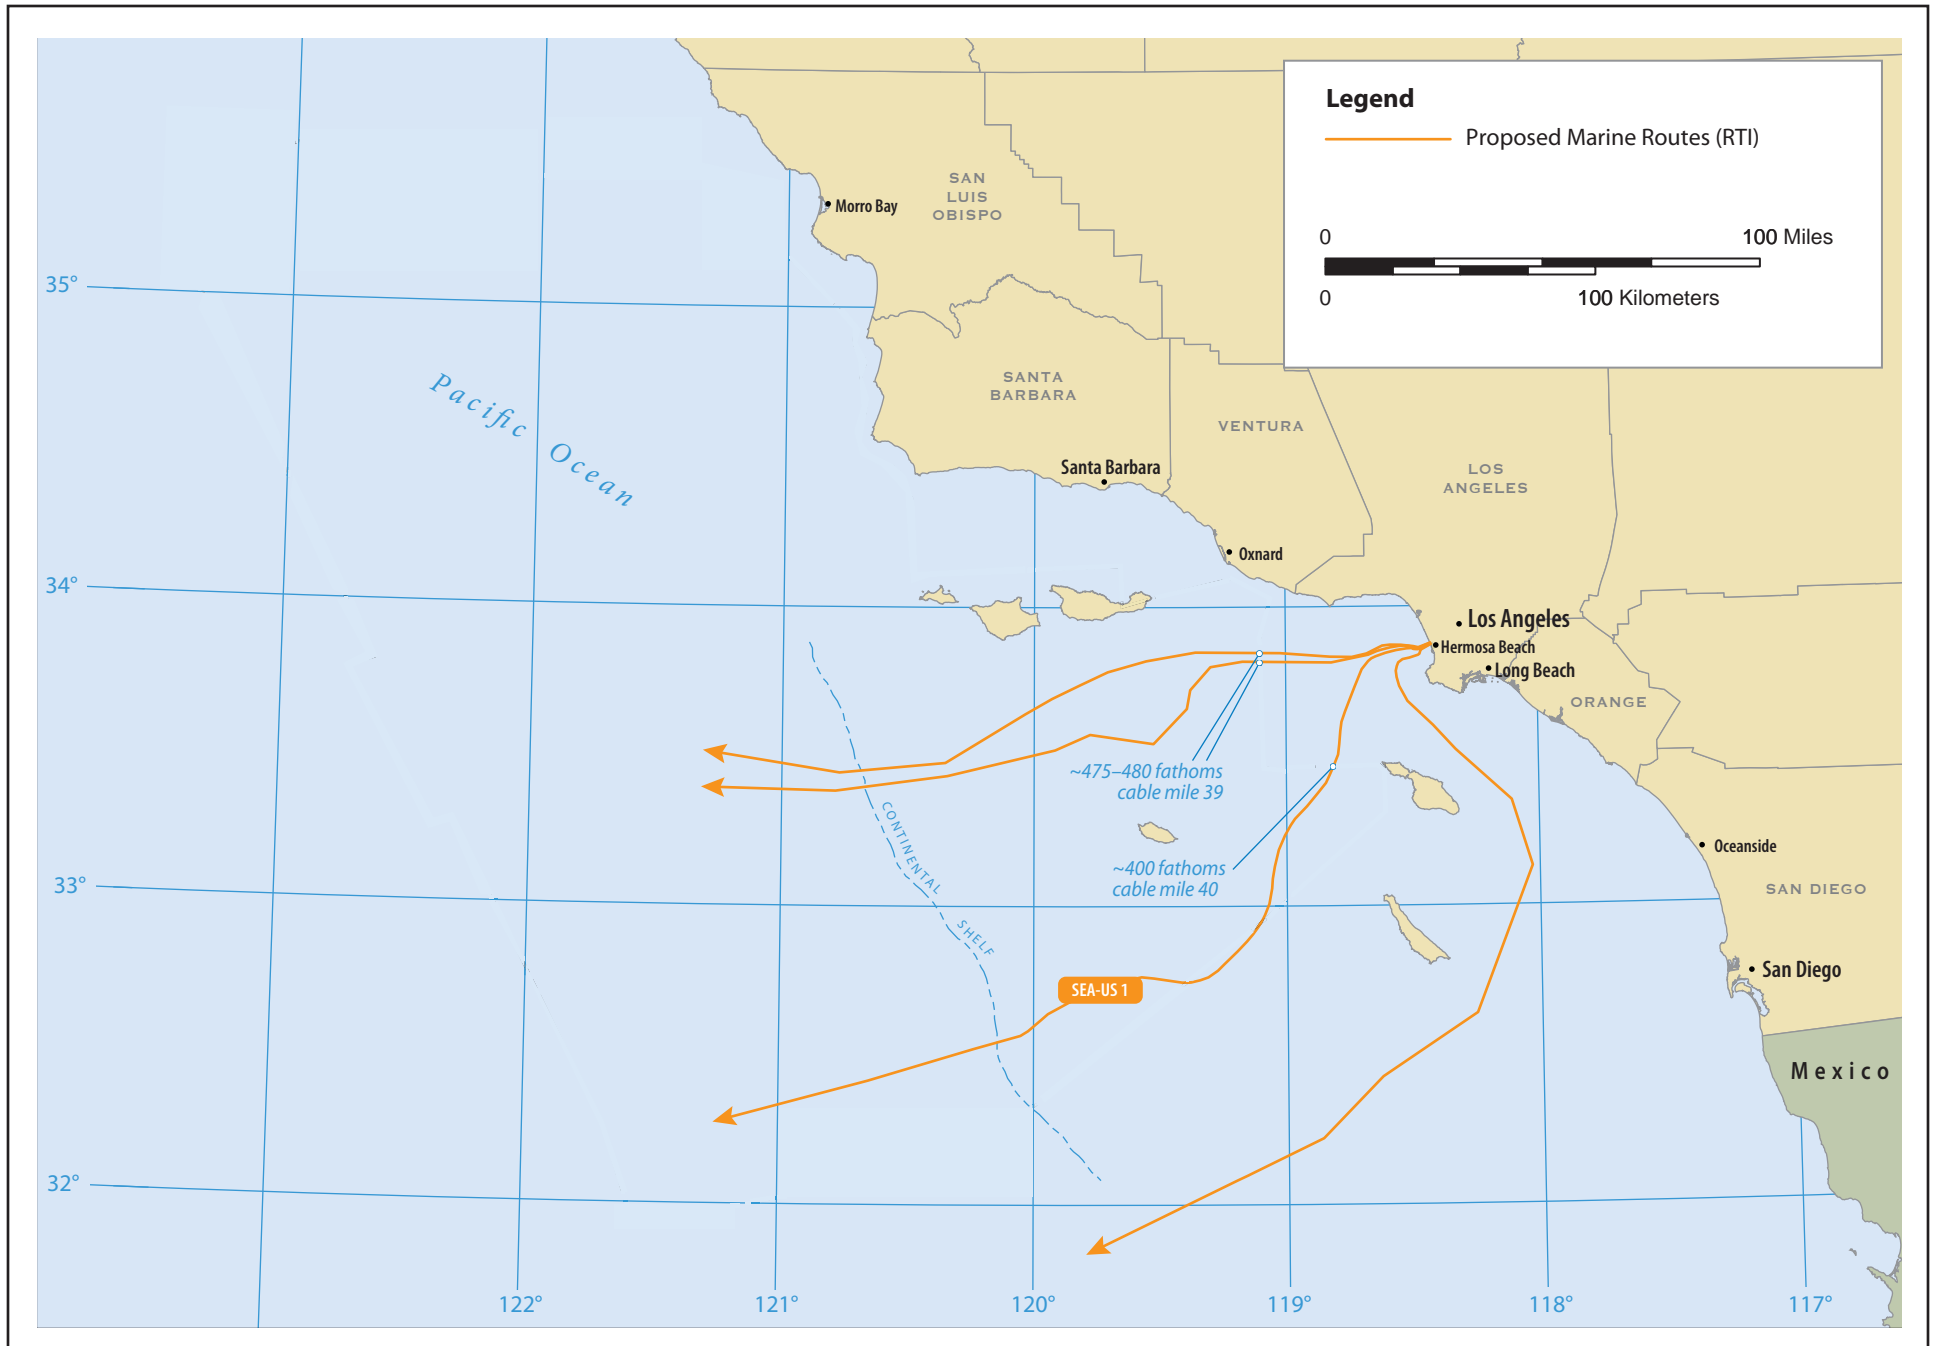 Legend
Proposed Marine Routes (RTI)
0
100 Miles
0
100 Kilometers
SAN
LUIS
OBISPO
Morro Bay
35°
Pacific Ocean
SANTA
BARBARA
VENTURA
LOS
ANGELES
Santa Barbara
Oxnard
34°
Los Angeles
Hermosa Beach
Long Beach
ORANGE
~475–480 fathoms
cable mile 39
CONTINENTAL
SHELF
~400 fathoms
cable mile 40
Oceanside
33°
SAN DIEGO
San Diego
SEA-US 1
Mexico
32°
122°
121°
120°
119°
118°
117°